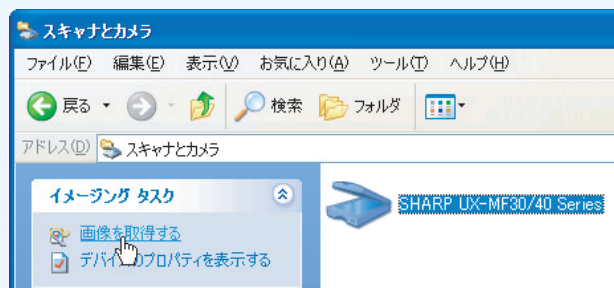 スキャナとカメラ
ファイル(F) 編集(E) 表示(V) お気に入り(A) ツール(T) ヘルプ(H)
戻る 検索 フォルダ
アドレス(D) スキャナとカメラ
イメージング タスク
画像を取得する
デバイスのプロパティを表示する
SHARP UX-MF30/40 Series